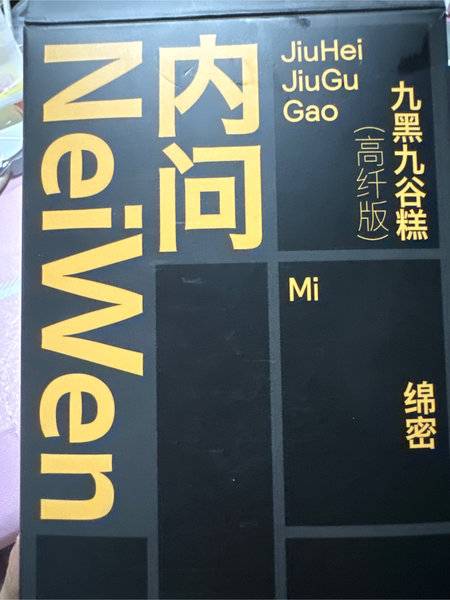 NeiWen
内问
JiuHei
JiuGu
Gao
九黑九谷糕
(高纤版)
Mi
绵密